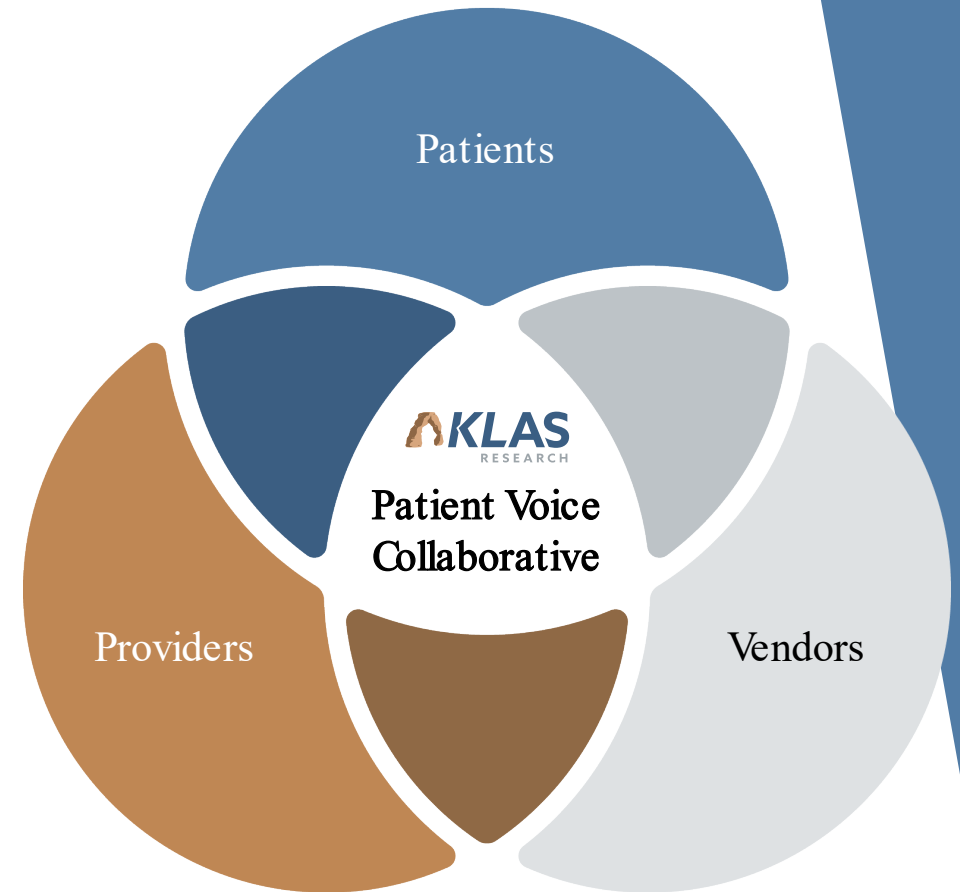 Patients
KLAS
RESEARCH
Patient Voice
Collaborative
Providers
Vendors